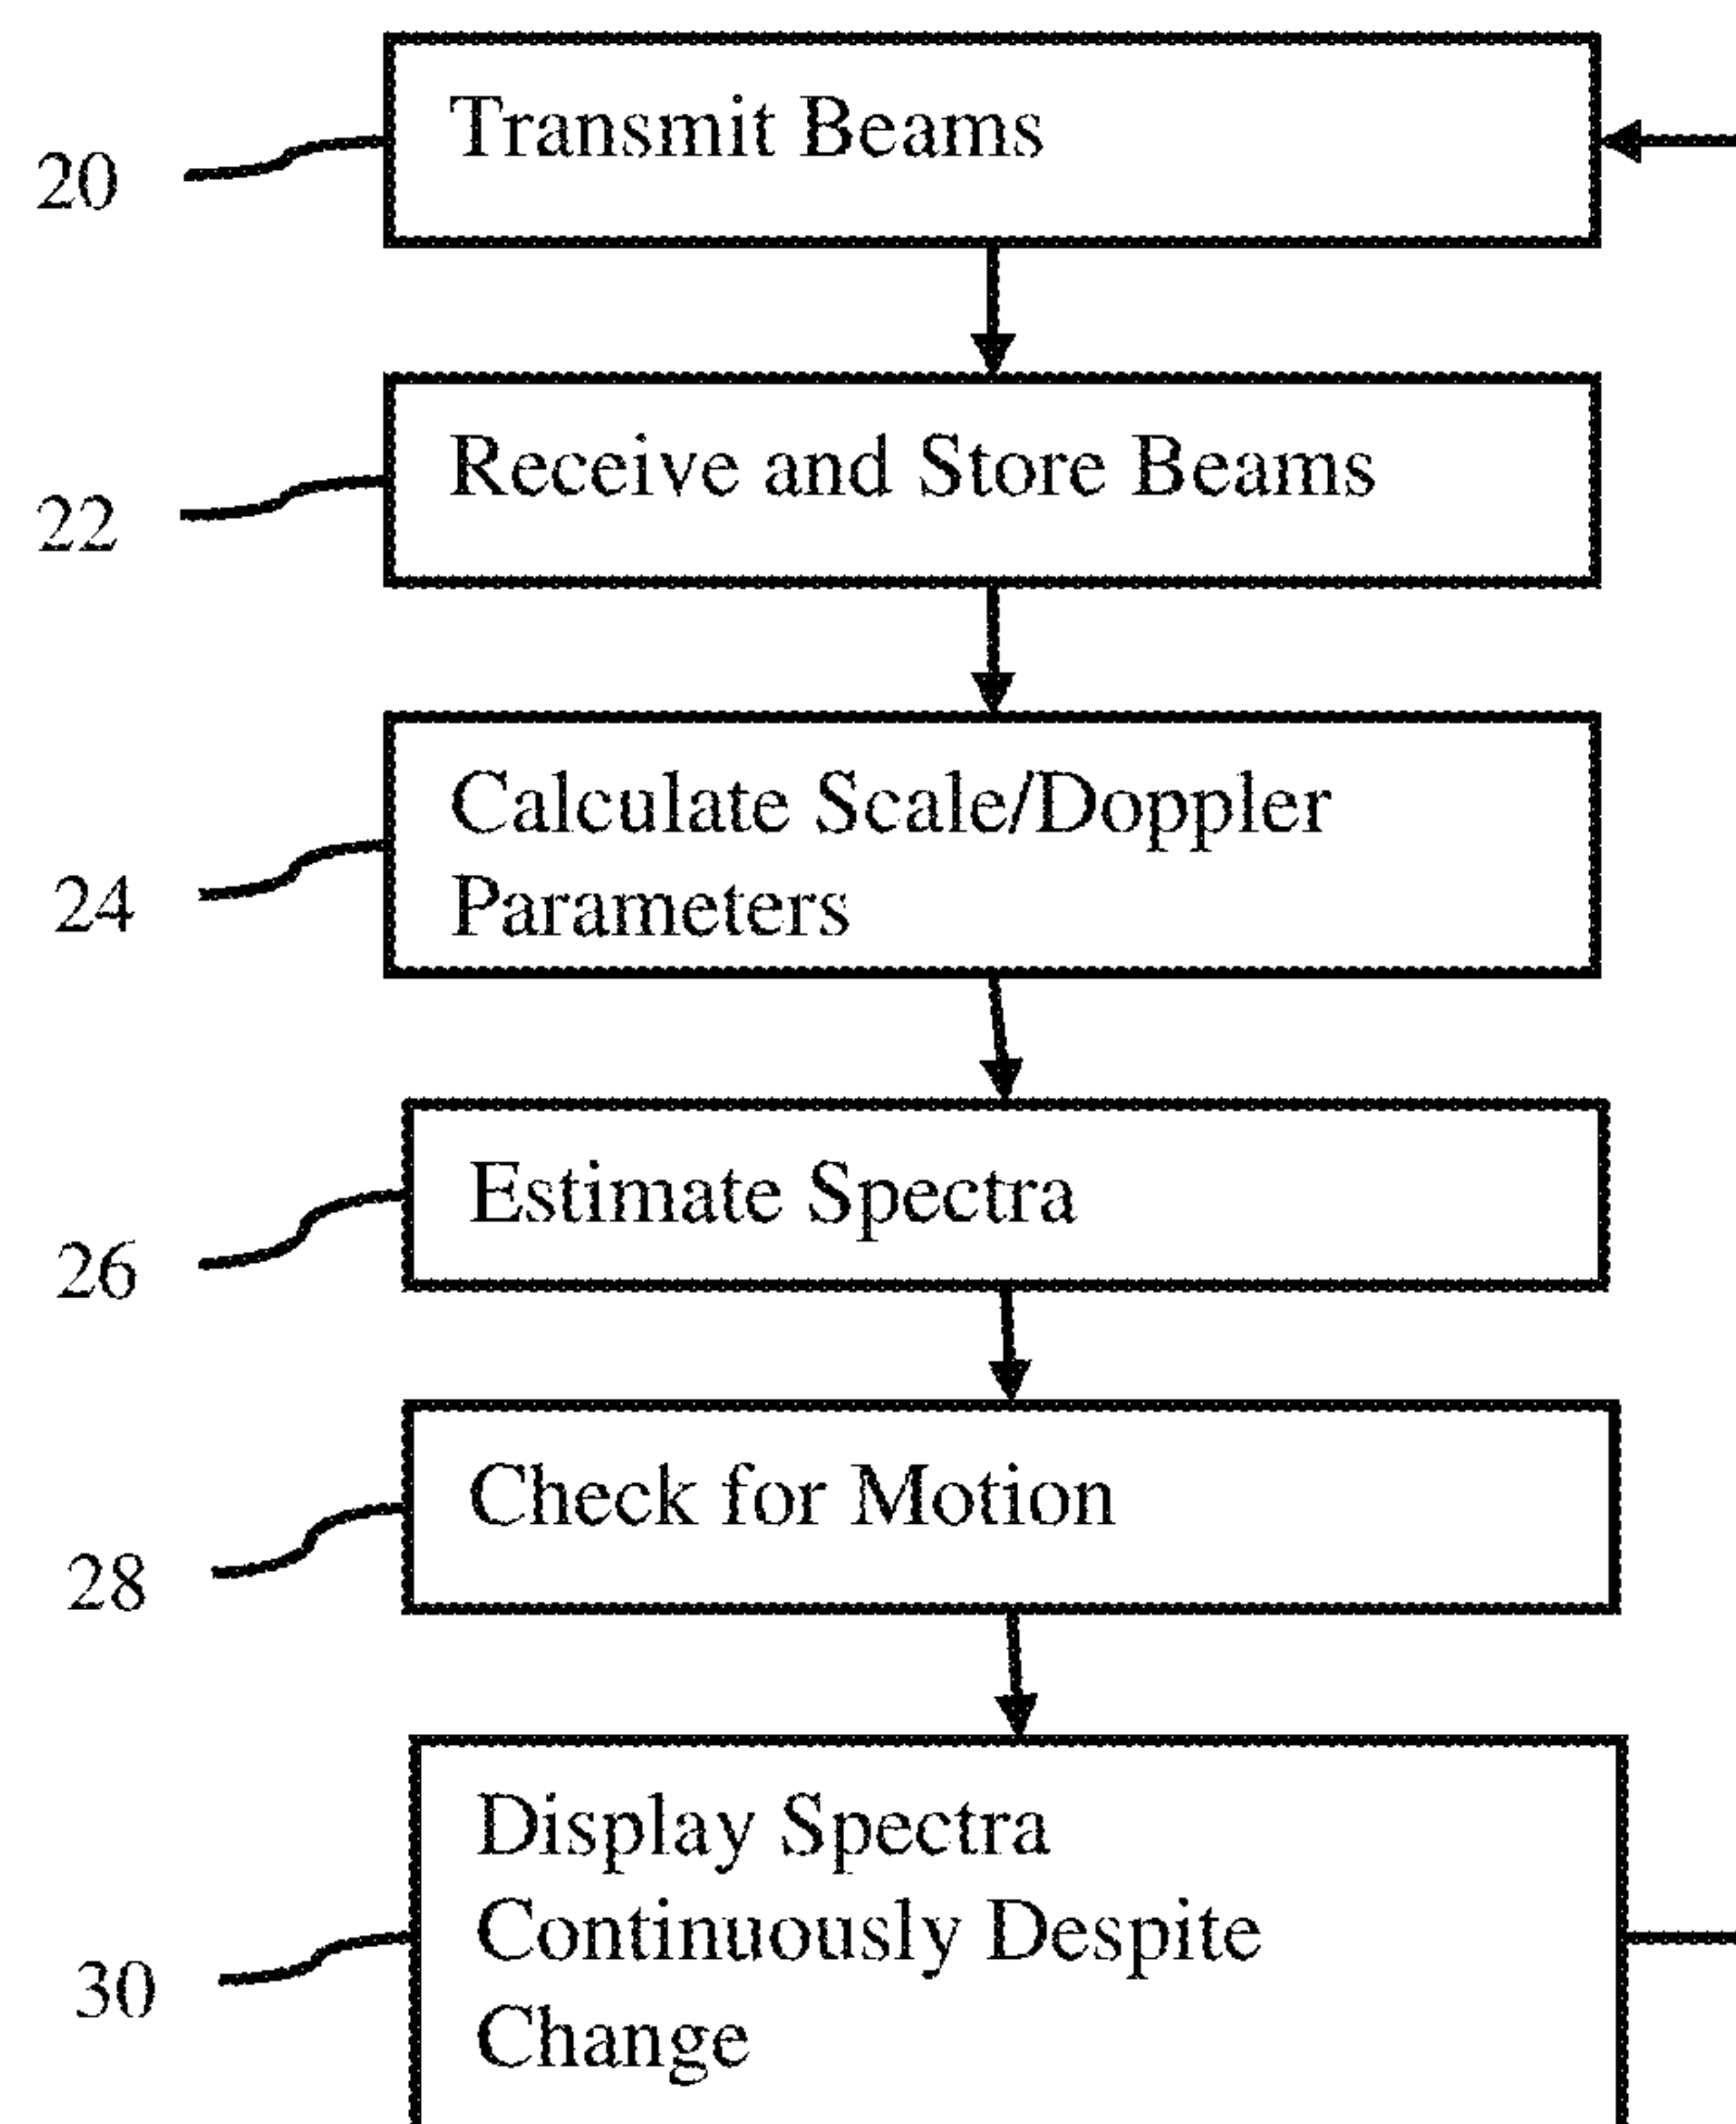 Transmit Beams
20
Receive and Store Beams
22
Calculate Scale/Doppler
Parameters
24
Estimate Spectra
26
Check for Motion
28
Display Spectra
Continuously Despite
Change
30